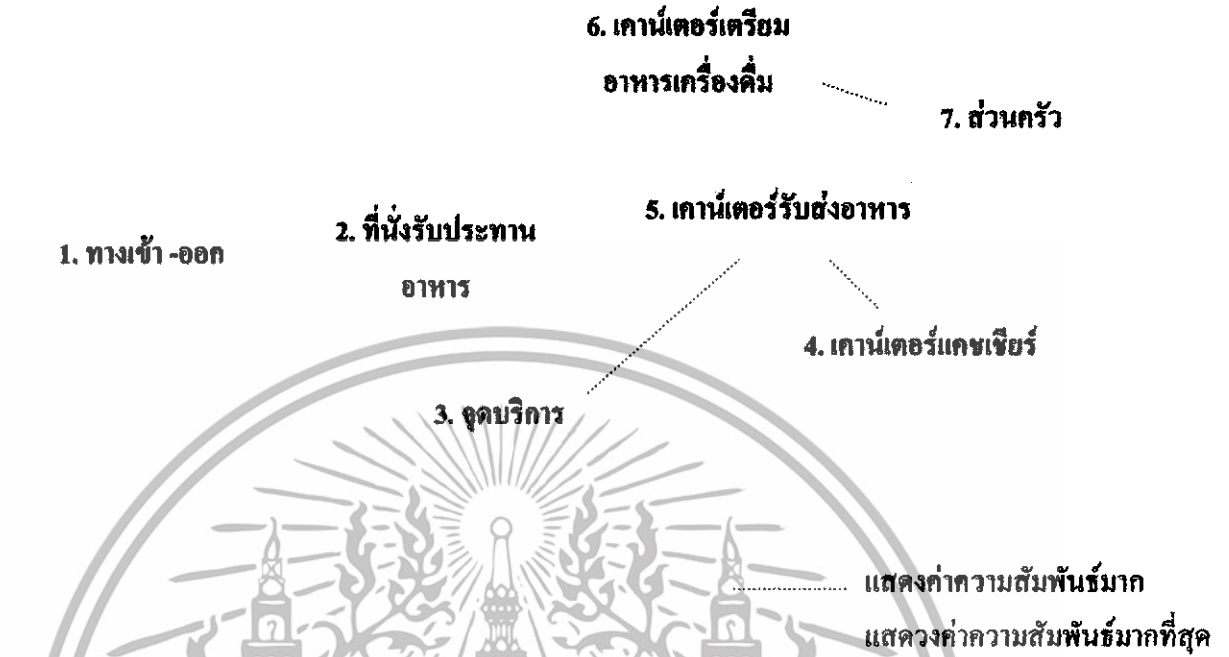 6. เคาน์เตอร์เตรียม
อาหารเครื่องดื่ม
7. ส่วนครัว
5. เคาน์เตอร์รับส่งอาหาร
2. ที่นั่งรับประทาน
อาหาร
1. ทางเข้า -ออก
4. เคาน์เตอร์แคชเชียร์
3. จุดบริการ
แสดงค่าความสัมพันธ์มาก
แสดวงค่าความสัมพันธ์มากที่สุด